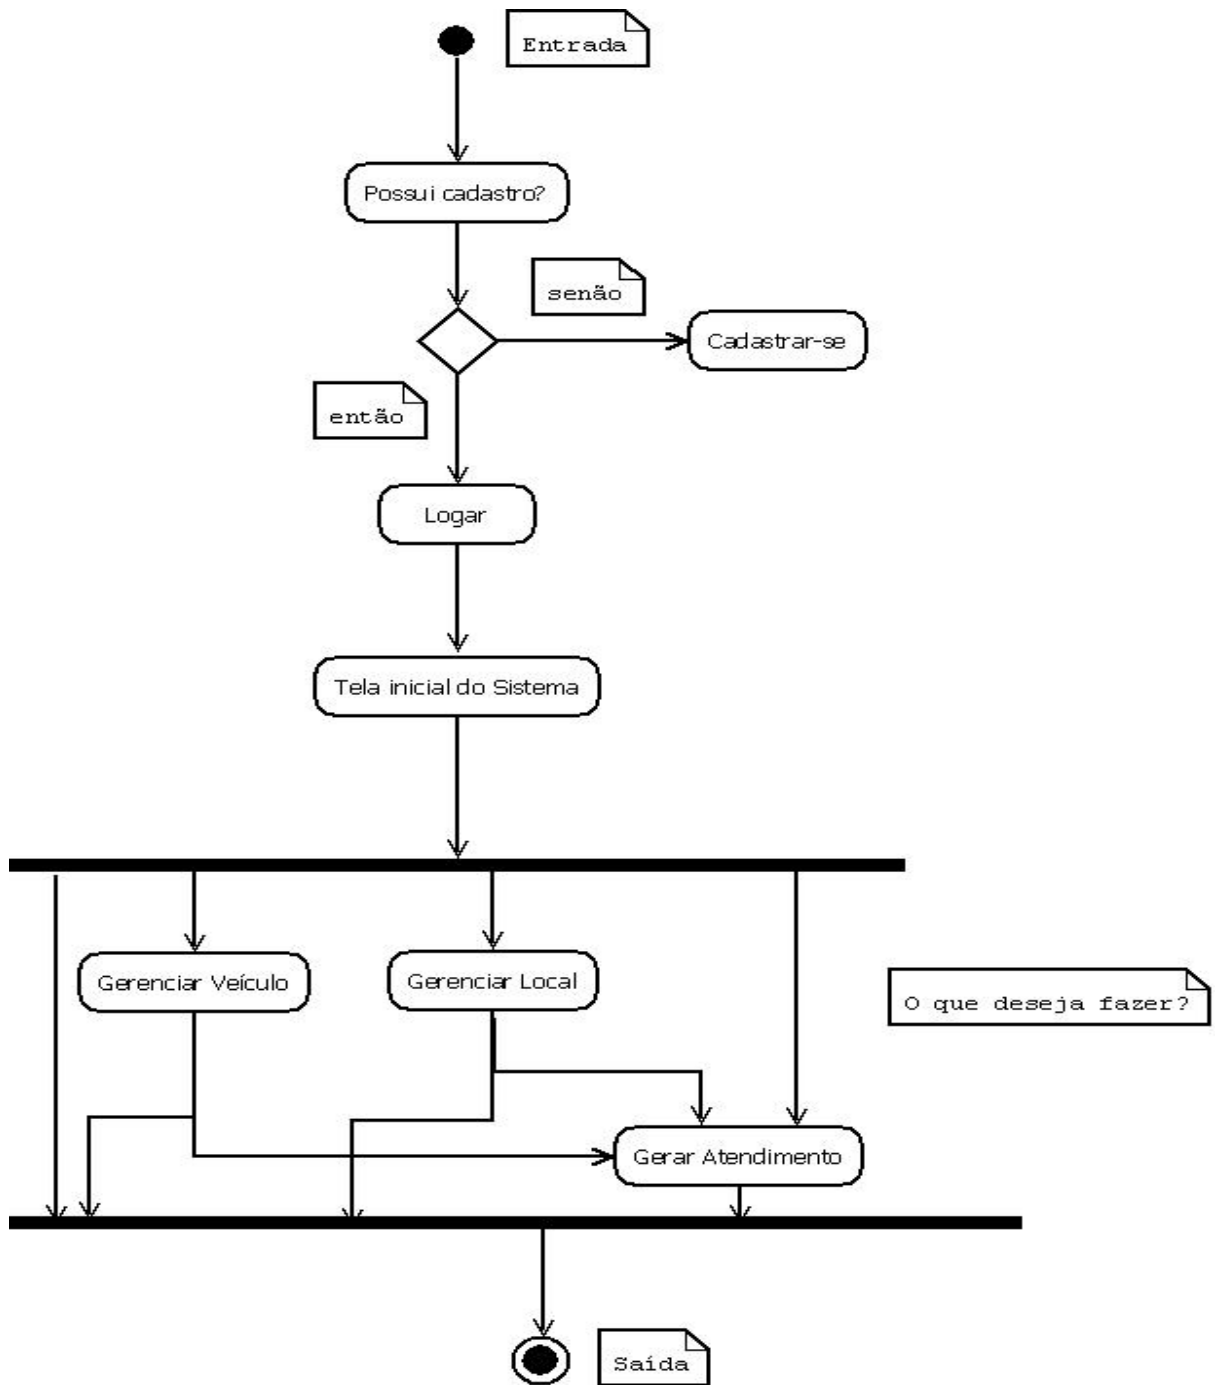 Entrada
Possui cadastro?
senão
Cadastrar-se
então
Logar
Tela inicial do Sistema
Gerenciar Veículo
Gerenciar Local
O que deseja fazer?
Gerar Atendimento
Saída